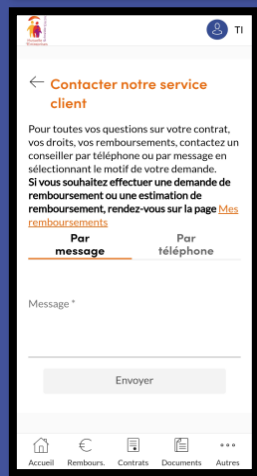 TI
Contacter notre service
client
Pour toutes vos questions sur votre contrat,
vos droits, vos remboursements, contactez un
conseiller par téléphone ou par message en
sélectionnant le motif de votre demande.
Si vous souhaitez effectuer une demande de
remboursement ou une estimation de
remboursement, rendez-vous sur la page Mes
remboursements
Par message
Par téléphone
Message *
Envoyer
Accueil Rembours. Contrats Documents Autres